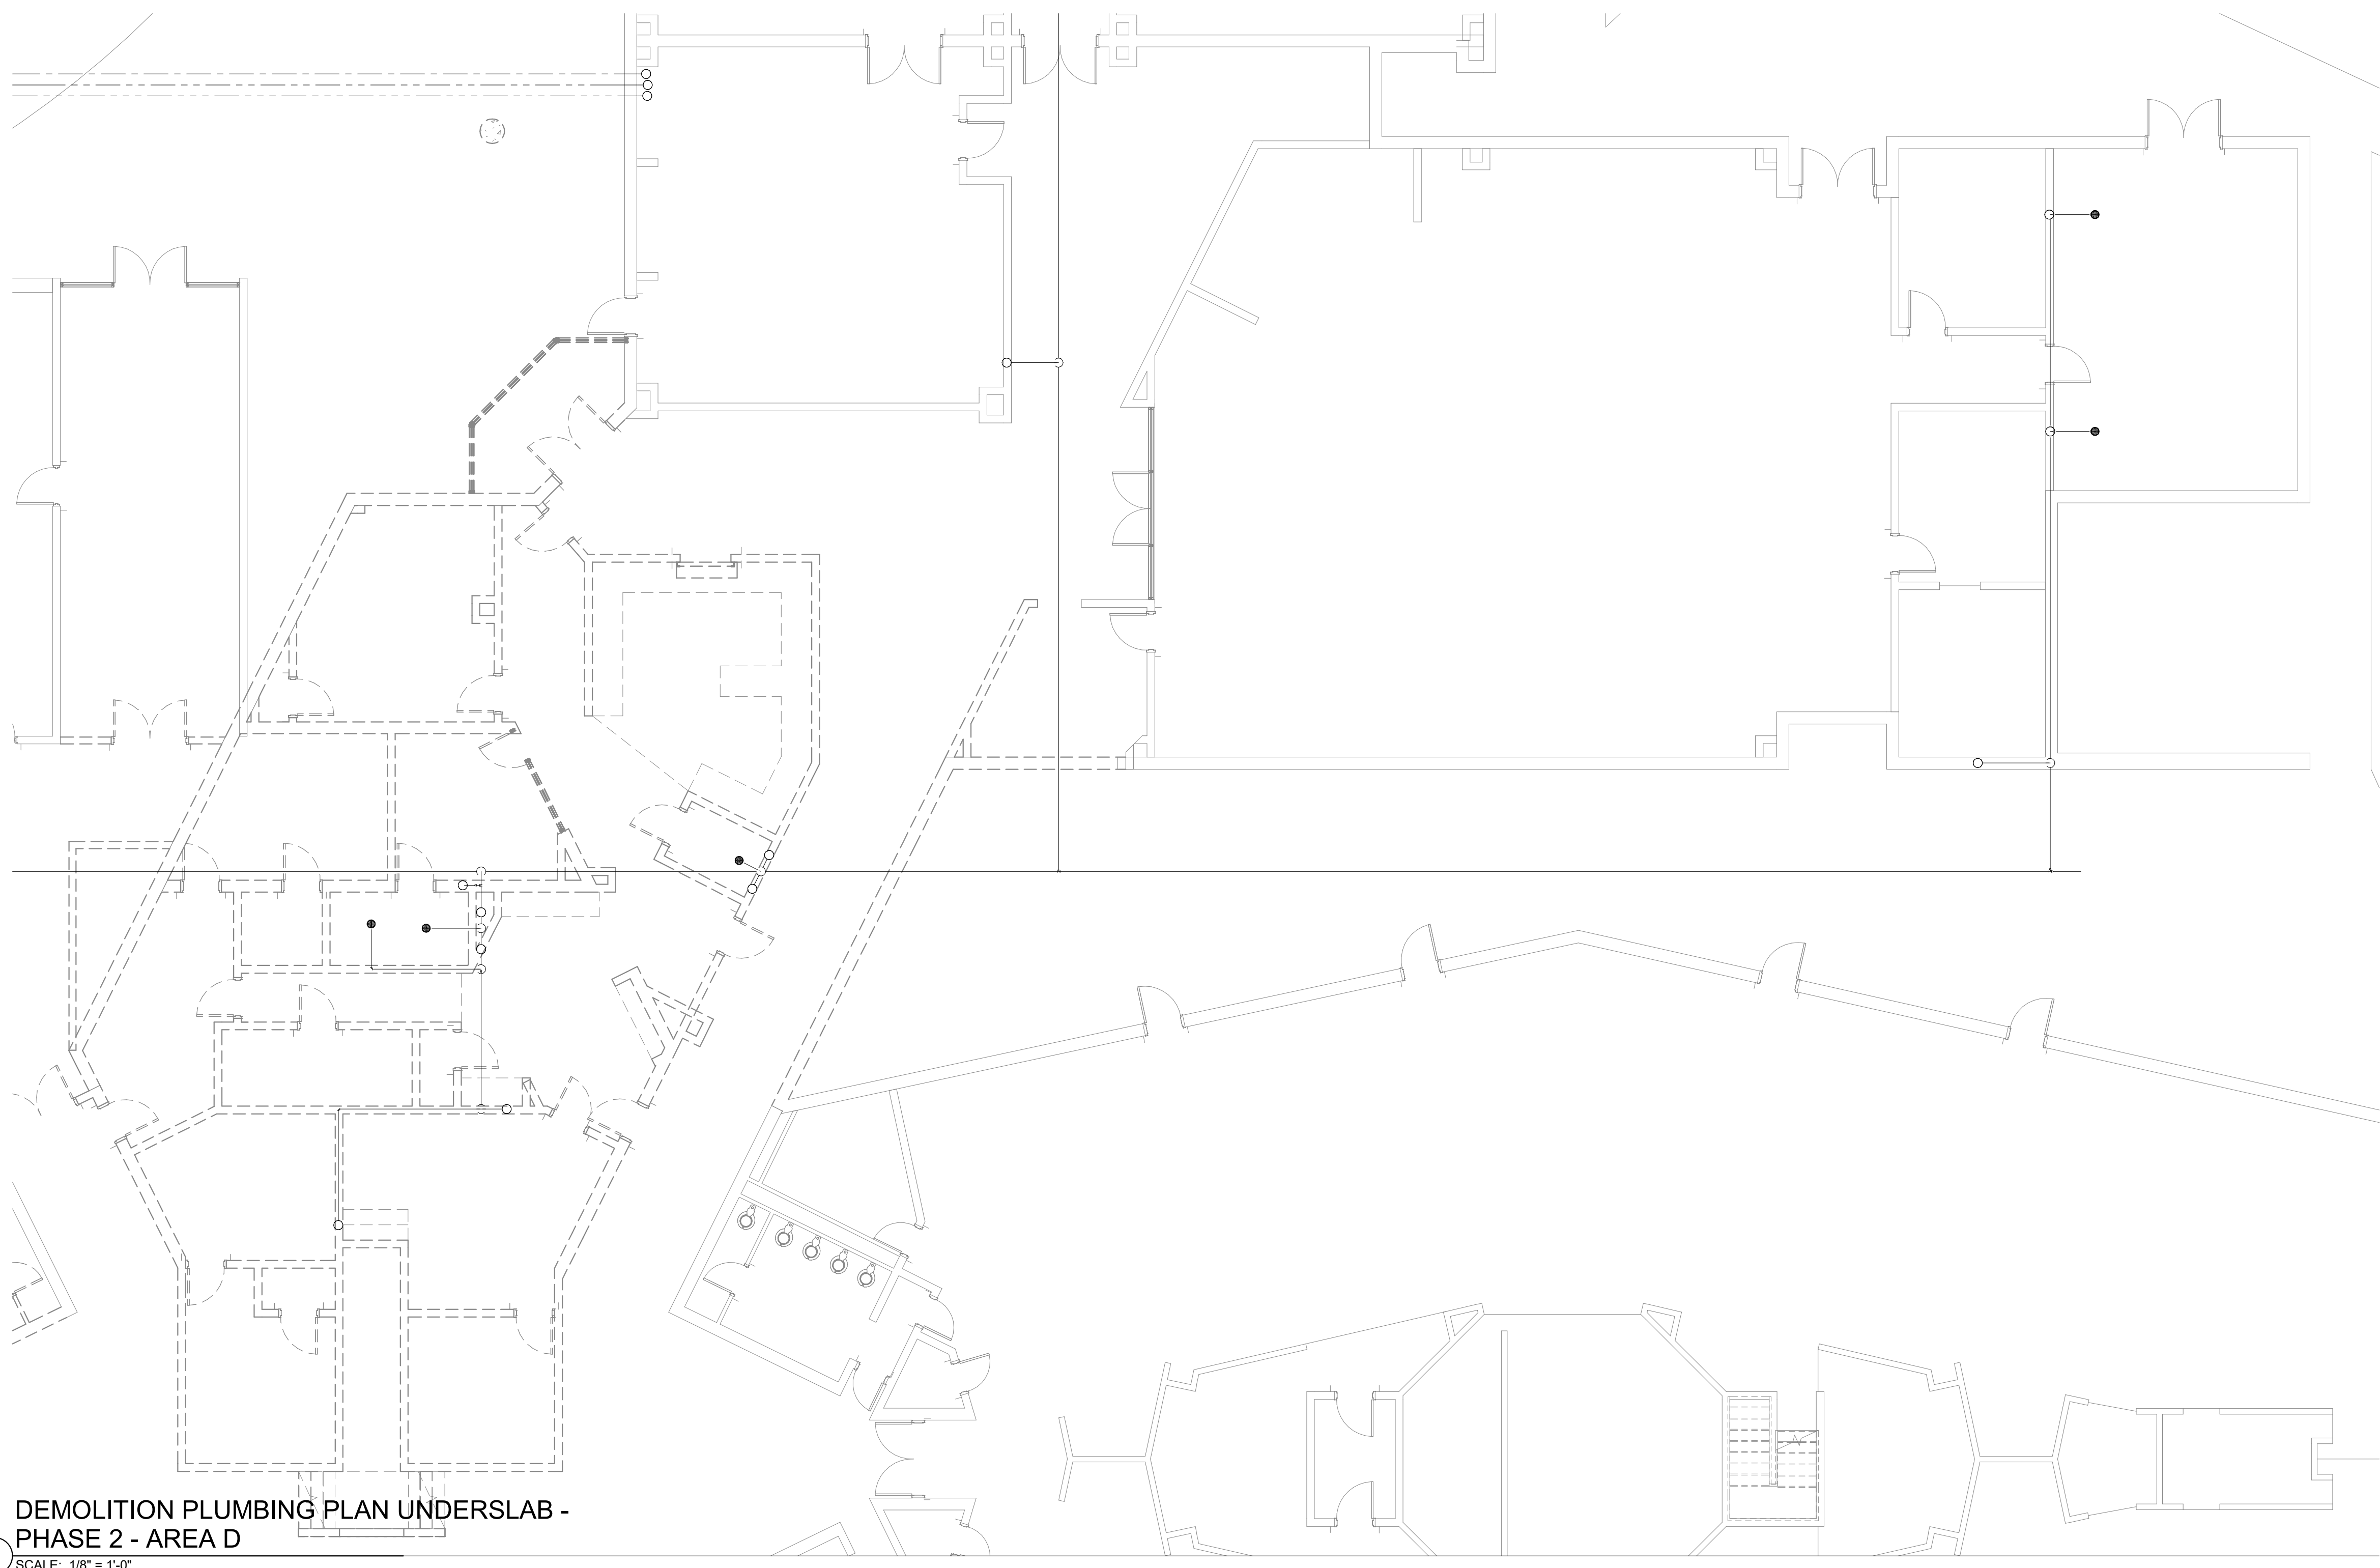 DEMOLITION PLUMBING PLAN UNDERSLAB -
PHASE 2 - AREA D
SCALE: 1/8" = 1'-0"